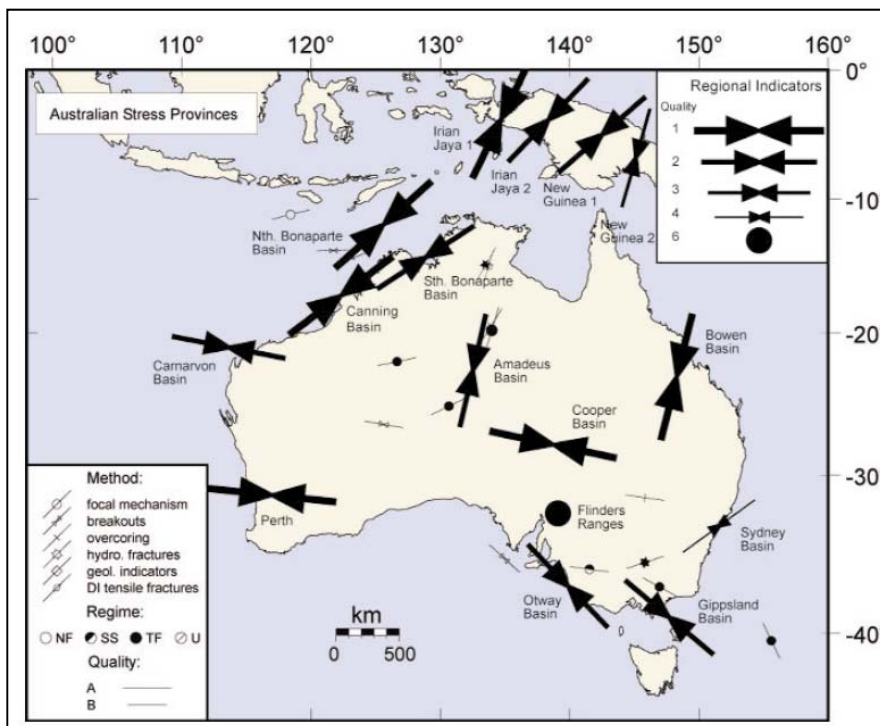 100° 110° 120° 130° 140° 150° 160°
0°
-10°
-20°
-30°
-40°
Australian Stress Provinces
Regional Indicators
Quality
1
2
3
4
6
Irian
Jaya 1
Irian
Jaya 2
New
Guinea 1
New
Guinea 2
Nth. Bonaparte
Basin
Sth. Bonaparte
Basin
Canning
Basin
Carnarvon
Basin
Amadeus
Basin
Bowen
Basin
Cooper
Basin
Perth
Flinders
Ranges
Sydney
Basin
Otway
Basin
Gippsland
Basin
km
0 500
Method:
focal mechanism
breakouts
overcoring
hydro. fractures
geol. indicators
DI tensile fractures
Regime:
NF SS TF U
Quality:
A
B